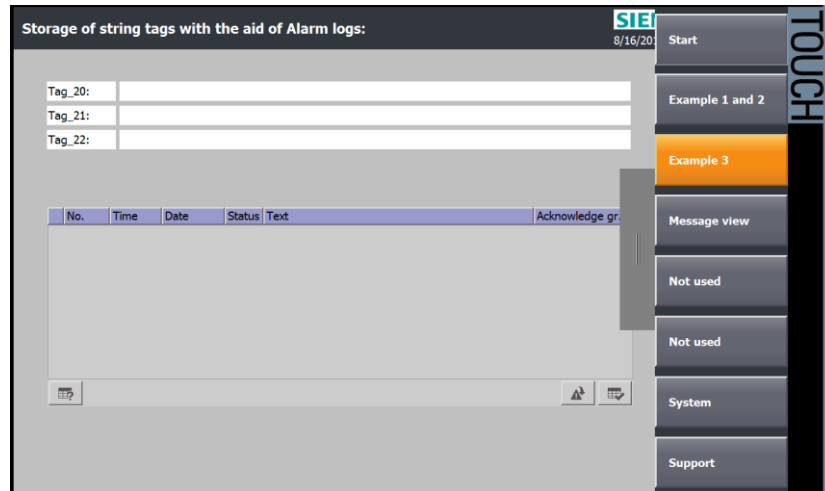 Storage of string tags with the aid of Alarm logs:
SIE
8/16/20
Tag_20:
Tag_21:
Tag_22:
No. Time Date Status Text Acknowledge gr.
Start
Example 1 and 2
Example 3
Message view
Not used
Not used
System
Support
TOUCH